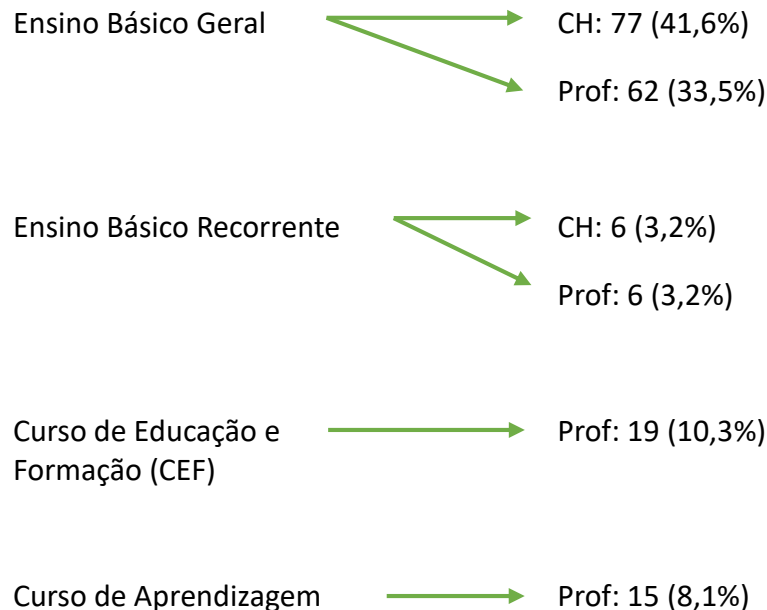 Ensino Básico Geral
CH: 77 (41,6%)
Prof: 62 (33,5%)
Ensino Básico Recorrente
CH: 6 (3,2%)
Prof: 6 (3,2%)
Curso de Educação e
Formação (CEF)
Prof: 19 (10,3%)
Curso de Aprendizagem
Prof: 15 (8,1%)